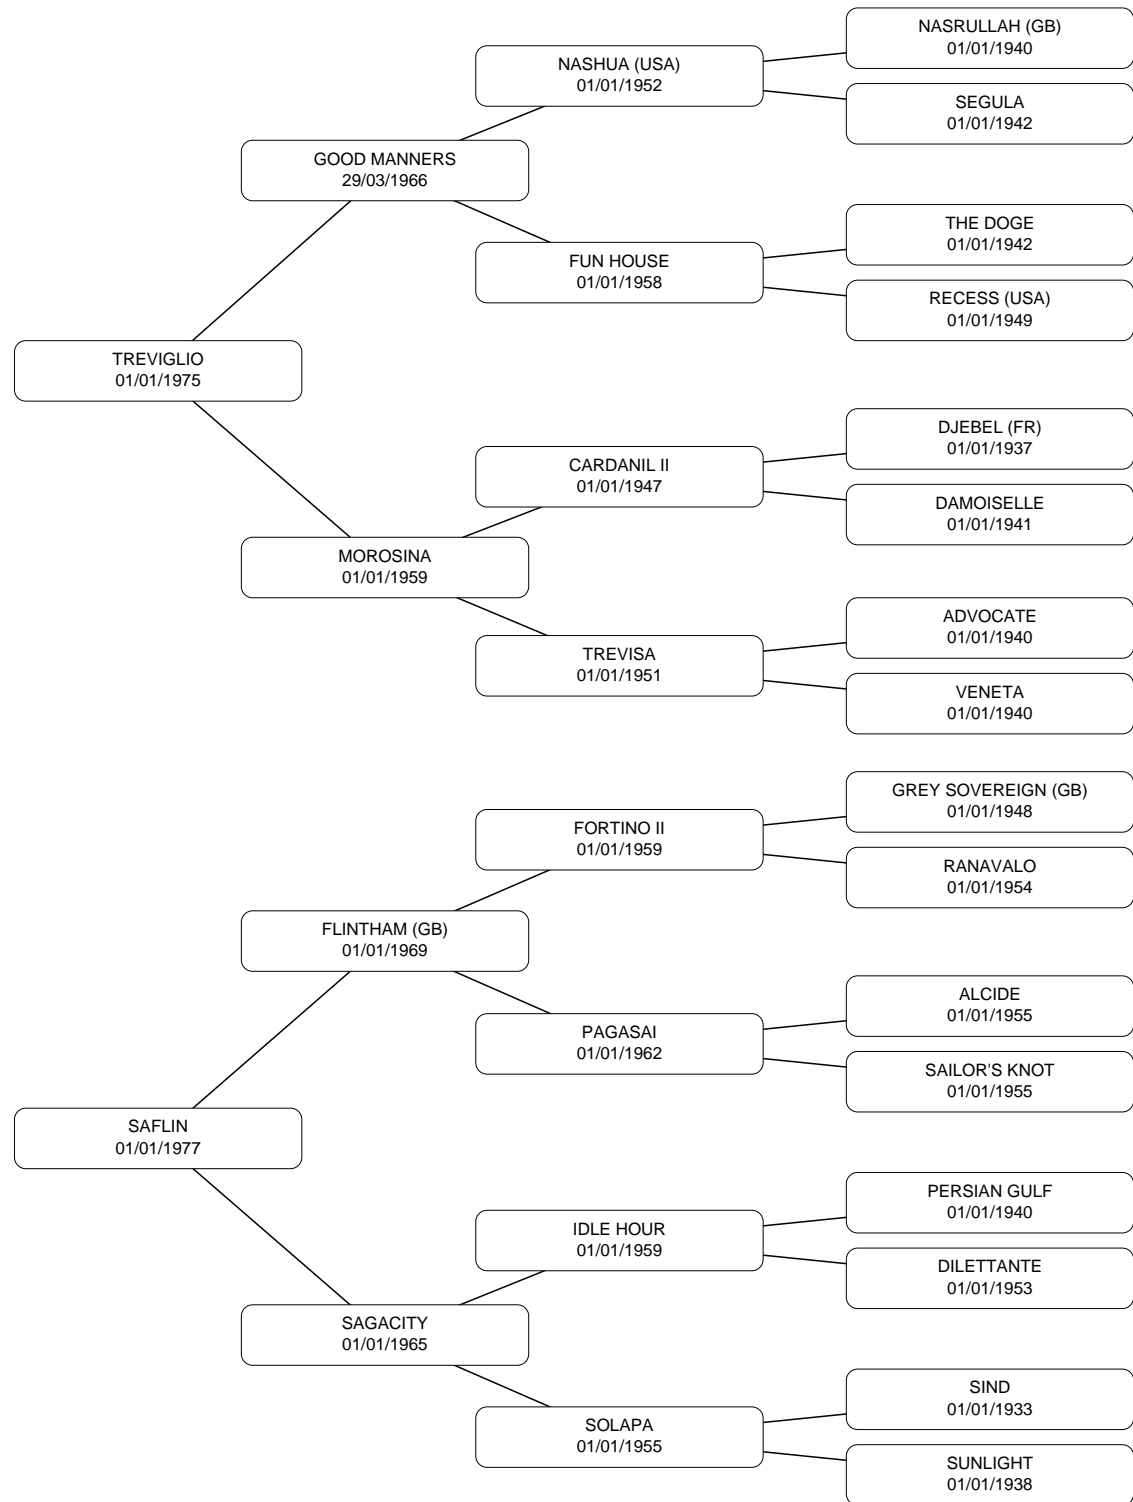 NASRULLAH (GB)
01/01/1940
NASHUA (USA)
01/01/1952
SEGULA
01/01/1942
GOOD MANNERS
29/03/1966
THE DOGE
01/01/1942
FUN HOUSE
01/01/1958
RECESS (USA)
01/01/1949
TREVIGLIO
01/01/1975
DJEBEL (FR)
01/01/1937
CARDANIL II
01/01/1947
DAMOISELLE
01/01/1941
MOROSINA
01/01/1959
ADVOCATE
01/01/1940
TREVISA
01/01/1951
VENETA
01/01/1940
GREY SOVEREIGN (GB)
01/01/1948
FORTINO II
01/01/1959
RANAVALO
01/01/1954
FLINTHAM (GB)
01/01/1969
ALCIDE
01/01/1955
PAGASAI
01/01/1962
SAILOR'S KNOT
01/01/1955
SAFLIN
01/01/1977
PERSIAN GULF
01/01/1940
IDLE HOUR
01/01/1959
DILETTANTE
01/01/1953
SAGACITY
01/01/1965
SIND
01/01/1933
SOLAPA
01/01/1955
SUNLIGHT
01/01/1938